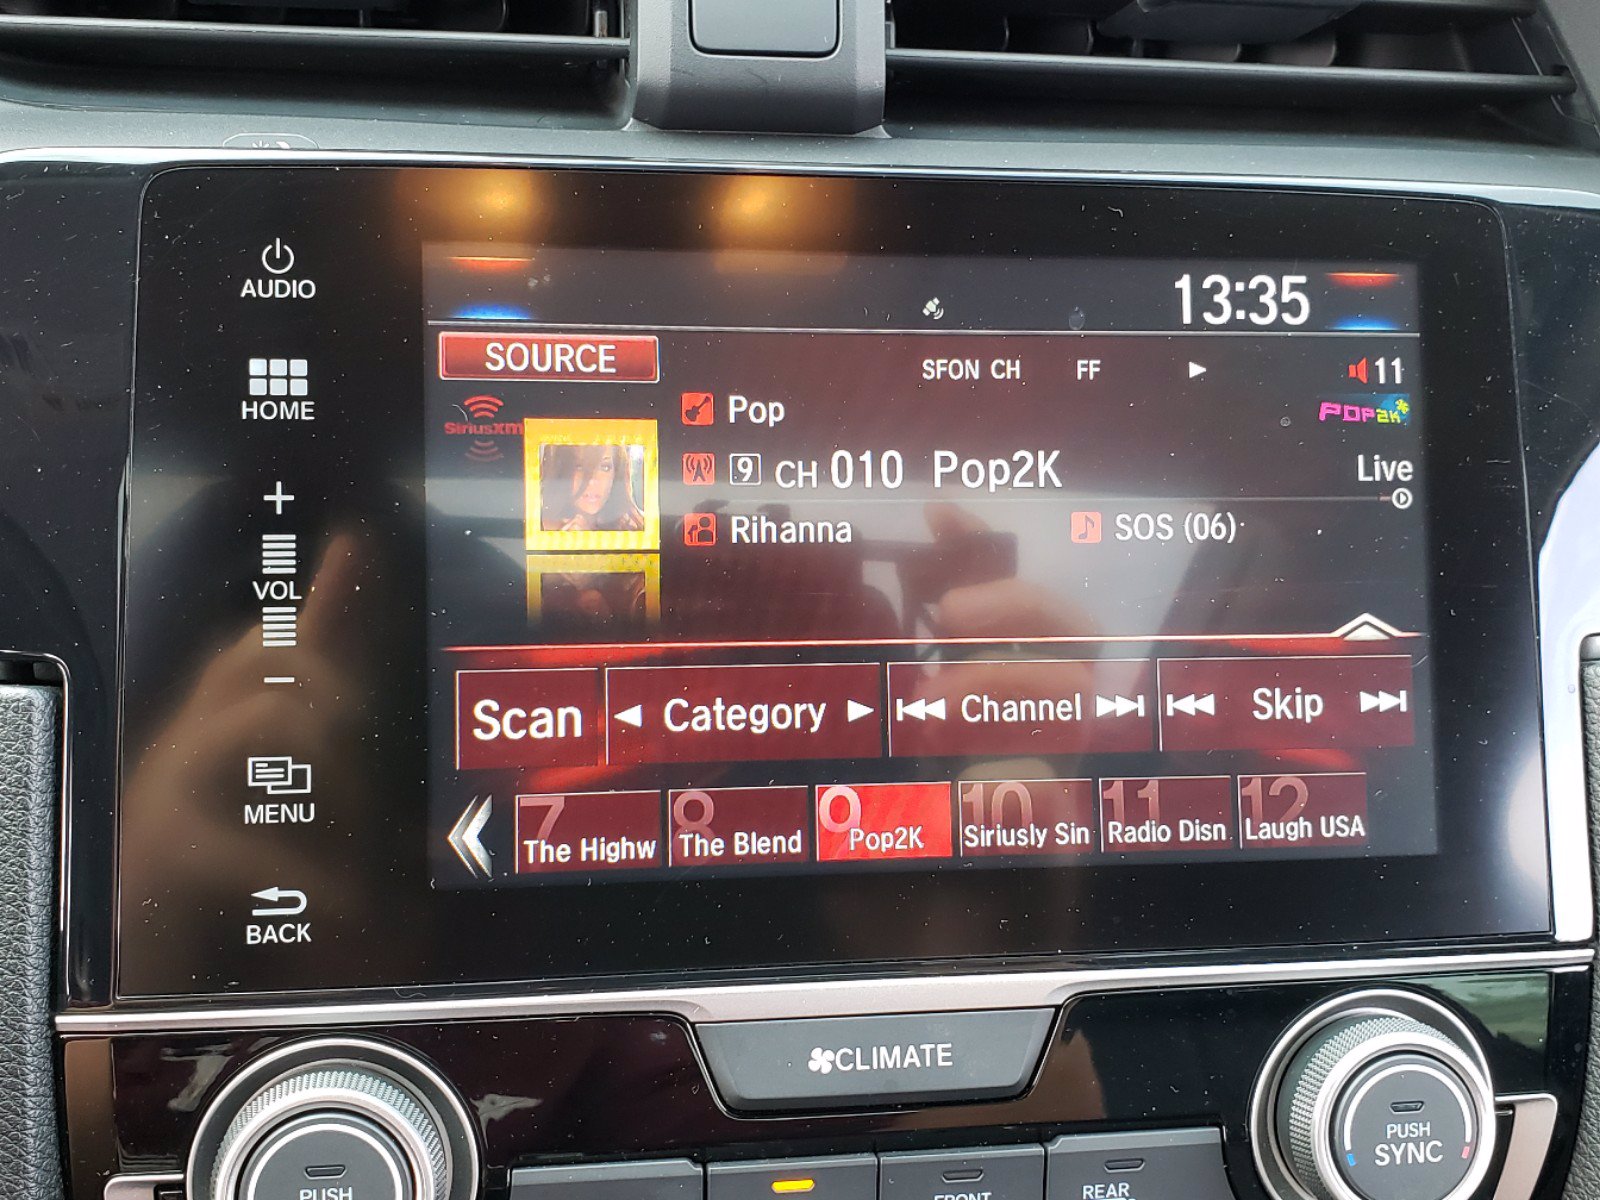 AUDIO
HOME
+
VOL
−
MENU
BACK
13:35
SOURCE
SFON CH FF
11
SiriusXM
Pop
POP2K
9 CH 010 Pop2K
Live
Rihanna
SOS (06)
Scan
Category
Channel
Skip
7 The Highw
8 The Blend
9 Pop2K
10 Siriusly Sin
11 Radio Disn
12 Laugh USA
CLIMATE
PUSH
SYNC
PUSH
FRONT
REAR